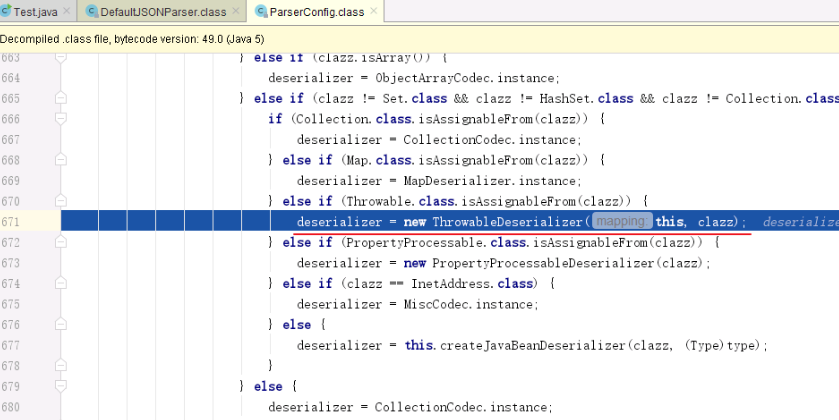 Test.java × DefaultJSONParser.class × ParserConfig.class ×
Decompiled .class file, bytecode version: 49.0 (Java 5)
663 } else if (clazz.isArray()) {
664 deserializer = ObjectArrayCodec.instance;
665 } else if (clazz != Set.class && clazz != HashSet.class && clazz != Collection.class
666 if (Collection.class.isAssignableFrom(clazz)) {
667 deserializer = CollectionCodec.instance;
668 } else if (Map.class.isAssignableFrom(clazz)) {
669 deserializer = MapDeserializer.instance;
670 } else if (Throwable.class.isAssignableFrom(clazz)) {
671 deserializer = new ThrowableDeserializer( mapping: this, clazz); deserialize
672 } else if (PropertyProcessable.class.isAssignableFrom(clazz)) {
673 deserializer = new PropertyProcessableDeserializer(clazz);
674 } else if (clazz == InetAddress.class) {
675 deserializer = MiscCodec.instance;
676 } else {
677 deserializer = this.createJavaBeanDeserializer(clazz, (Type)type);
678 }
679 } else {
680 deserializer = CollectionCodec.instance;